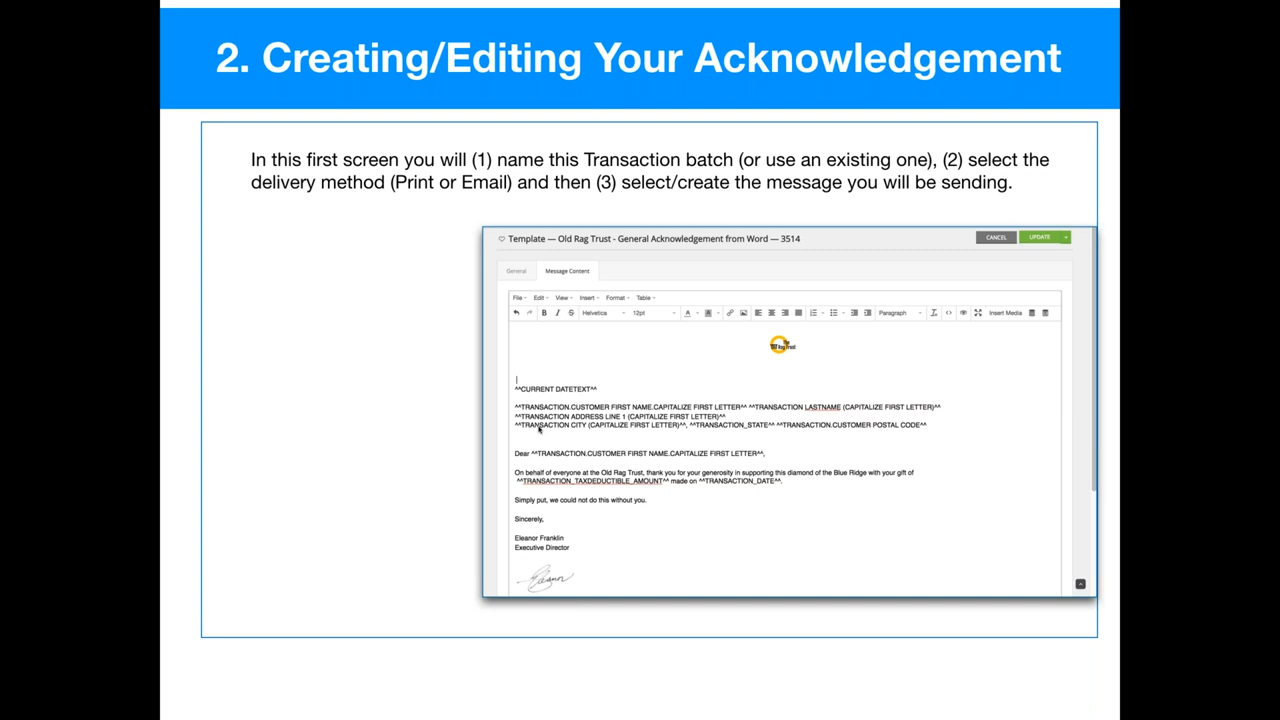 2. Creating/Editing Your Acknowledgement
In this first screen you will (1) name this Transaction batch (or use an existing one), (2) select the
delivery method (Print or Email) and then (3) select/create the message you will be sending.
Template — Old Rag Trust - General Acknowledgement from Word — 3514
CANCEL UPDATE
General Message Content
File Edit View Insert Format Table
B I S Helvetica 12pt A A Paragraph Insert Media
Rag Trust
^^CURRENT DATETEXT^^
^^TRANSACTION.CUSTOMER FIRST NAME.CAPITALIZE FIRST LETTER^^ ^^TRANSACTION LASTNAME (CAPITALIZE FIRST LETTER)^^
^^TRANSACTION ADDRESS LINE 1 (CAPITALIZE FIRST LETTER)^^
^^TRANSACTION CITY (CAPITALIZE FIRST LETTER)^^, ^^TRANSACTION_STATE^^ ^^TRANSACTION.CUSTOMER POSTAL CODE^^
Dear ^^TRANSACTION.CUSTOMER FIRST NAME.CAPITALIZE FIRST LETTER^^,
On behalf of everyone at the Old Rag Trust, thank you for your generosity in supporting this diamond of the Blue Ridge with your gift of
^^TRANSACTION_TAXDEDUCTIBLE_AMOUNT^^ made on ^^TRANSACTION_DATE^^.
Simply put, we could not do this without you.
Sincerely,
Eleanor Franklin
Executive Director
Eleanor